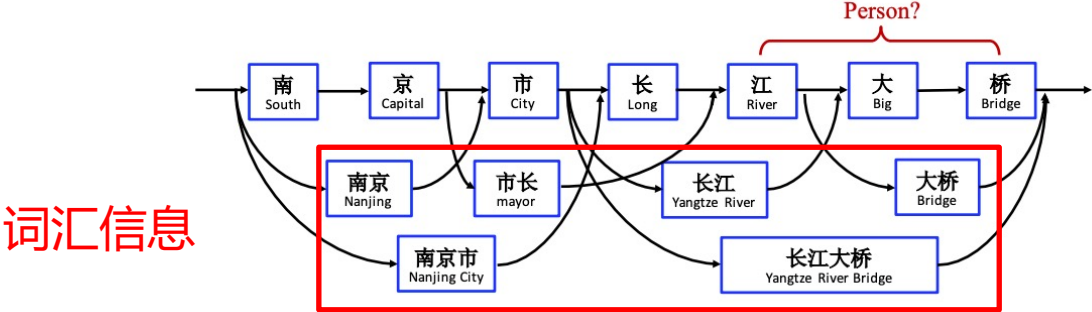 Person?
南
South
京
Capital
市
City
长
Long
江
River
大
Big
桥
Bridge
南京
Nanjing
市长
mayor
长江
Yangtze River
大桥
Bridge
词汇信息
南京市
Nanjing City
长江大桥
Yangtze River Bridge